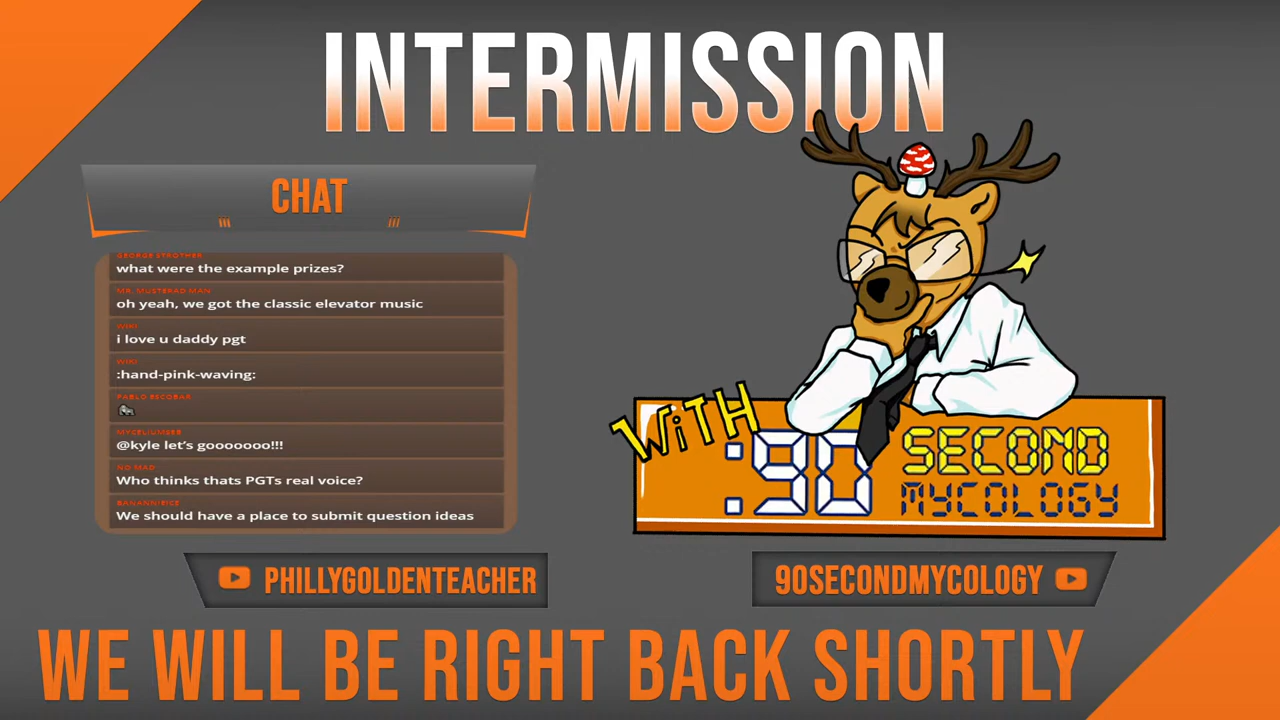 INTERMISSION
CHAT
GEORGE STROTHER
what were the example prizes?
MR. MUSTERAD MAN
oh yeah, we got the classic elevator music
WIKI
i love u daddy pgt
WIKI
:hand-pink-waving:
PABLO ESCOBAR
@kyle let's gooooooo!!!
NO MAD
Who thinks thats PGTs real voice?
We should have a place to submit question ideas
WiTH
:90 SECOND
MYCOLOGY
PHILLYGOLDENTEACHER
90SECONDMYCOLOGY
WE WILL BE RIGHT BACK SHORTLY